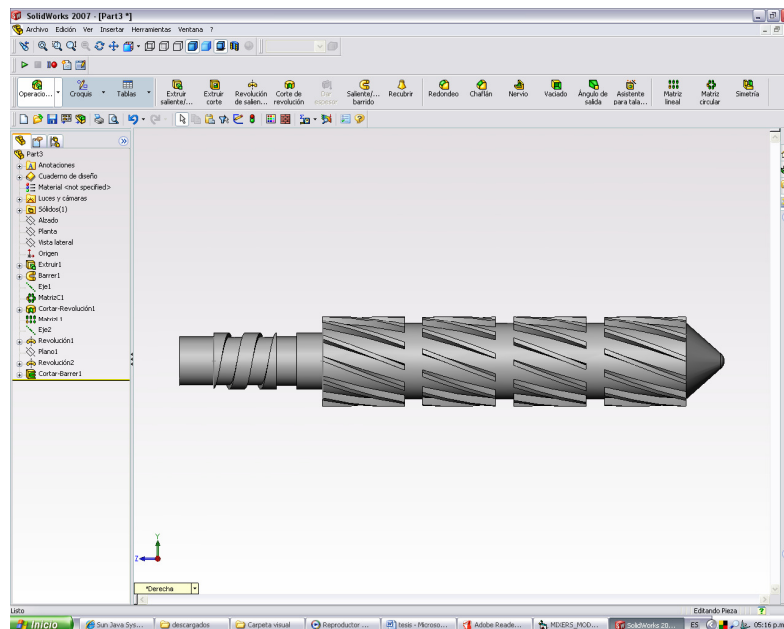 SolidWorks 2007 - [Part3 *]
Archivo Edición Ver Insertar Herramientas Ventana ?
Operacio... Croquis Tablas Extruir saliente/... Extruir corte Revolución de salien... Corte de revolución Dar espesor Saliente/... barrido Recubrir Redondeo Chaflán Nervio Vaciado Ángulo de salida Asistente para tala... Matriz lineal Matriz circular Simetría
Part3
Anotaciones
Cuaderno de diseño
Material <not specified>
Luces y cámaras
Sólidos(1)
Alzado
Planta
Vista lateral
Origen
Extruir1
Barrer1
Eje1
MatrizC1
Cortar-Revolución1
MatrizL1
Eje2
Revolución1
Plano1
Revolución2
Cortar-Barrer1
Y
Z
*Derecha
Listo
Editando Pieza
Inicio Sun Java Sys... descargados Carpeta visual Reproductor ... tesis - Microso... Adobe Reade... MIXERS_MOD... SolidWorks 20... ES 05:16 p.m.